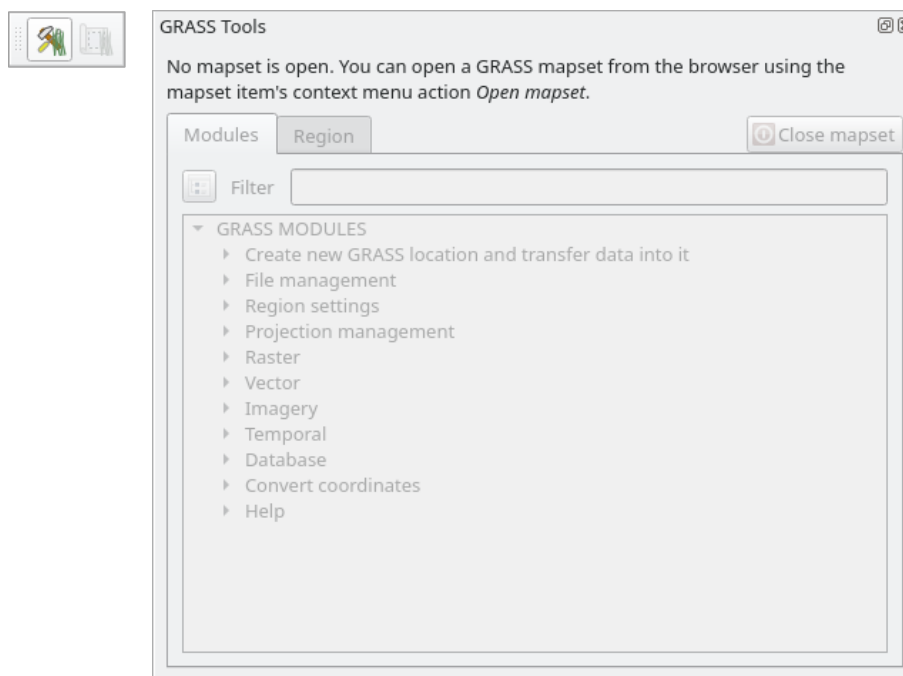 GRASS Tools
No mapset is open. You can open a GRASS mapset from the browser using the
mapset item's context menu action Open mapset.
Modules
Region
Close mapset
Filter
GRASS MODULES
Create new GRASS location and transfer data into it
File management
Region settings
Projection management
Raster
Vector
Imagery
Temporal
Database
Convert coordinates
Help